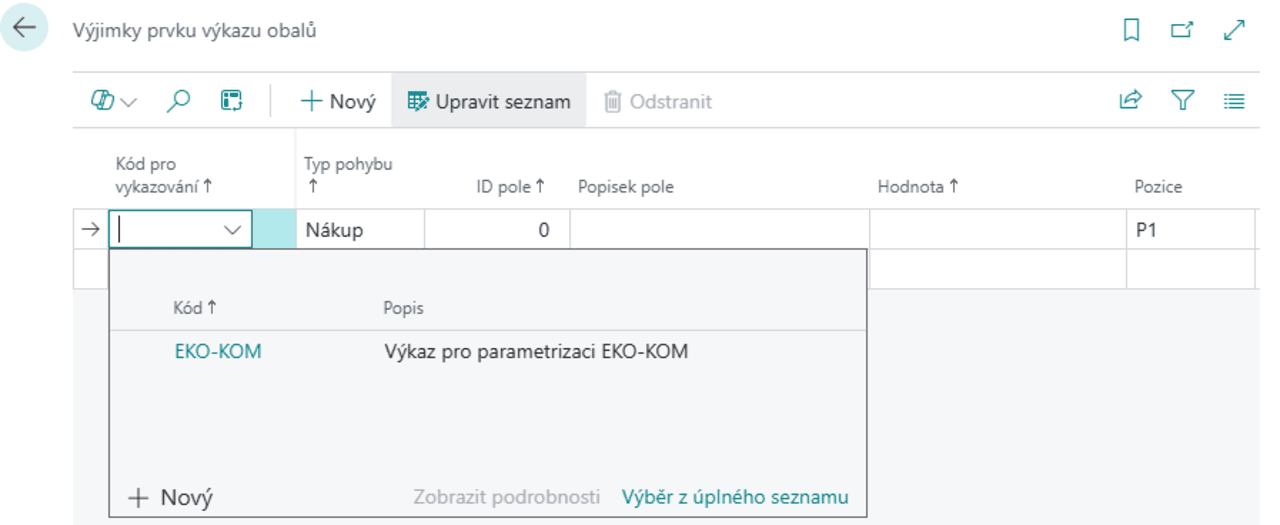 Výjimky prvku výkazu obalů
Nový Upravit seznam Odstranit
Kód pro vykazování ↑ Typ pohybu ↑ ID pole ↑ Popisek pole Hodnota ↑ Pozice
Nákup 0 P1
Kód ↑ Popis
EKO-KOM Výkaz pro parametrizaci EKO-KOM
Nový Zobrazit podrobnosti Výběr z úplného seznamu